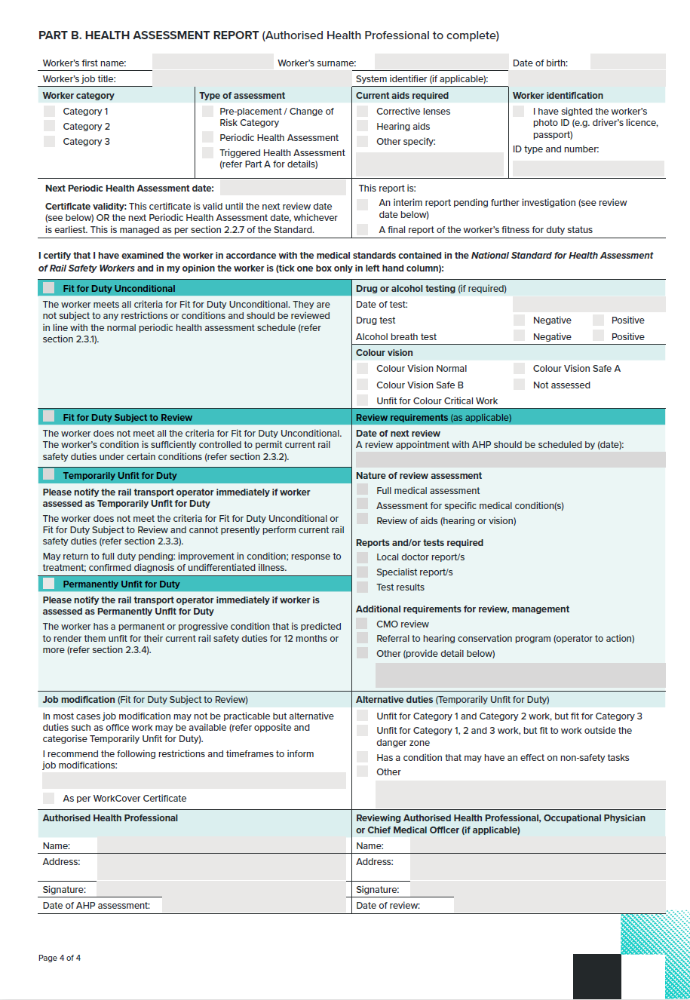 PART B. HEALTH ASSESSMENT REPORT (Authorised Health Professional to complete)
Worker's first name: Worker's surname: Date of birth:
Worker's job title: System identifier (if applicable):
Worker category
Category 1
Category 2
Category 3
Type of assessment
Pre-placement / Change of
Risk Category
Periodic Health Assessment
Triggered Health Assessment
(refer Part A for details)
Current aids required
Corrective lenses
Hearing aids
Other specify:
Worker identification
I have sighted the worker's
photo ID (e.g. driver's licence,
passport)
ID type and number:
Next Periodic Health Assessment date:
Certificate validity: This certificate is valid until the next review date
(see below) OR the next Periodic Health Assessment date, whichever
is earliest. This is managed as per section 2.2.7 of the Standard.
This report is:
An interim report pending further investigation (see review
date below)
A final report of the worker's fitness for duty status
I certify that I have examined the worker in accordance with the medical standards contained in the National Standard for Health Assessment
of Rail Safety Workers and in my opinion the worker is (tick one box only in left hand column):
Fit for Duty Unconditional
The worker meets all criteria for Fit for Duty Unconditional. They are
not subject to any restrictions or conditions and should be reviewed
in line with the normal periodic health assessment schedule (refer
section 2.3.1).
Drug or alcohol testing (if required)
Date of test:
Drug test Negative Positive
Alcohol breath test Negative Positive
Colour vision
Colour Vision Normal Colour Vision Safe A
Colour Vision Safe B Not assessed
Unfit for Colour Critical Work
Fit for Duty Subject to Review
The worker does not meet all the criteria for Fit for Duty Unconditional.
The worker's condition is sufficiently controlled to permit current rail
safety duties under certain conditions (refer section 2.3.2).
Temporarily Unfit for Duty
Please notify the rail transport operator immediately if worker
assessed as Temporarily Unfit for Duty
The worker does not meet the criteria for Fit for Duty Unconditional or
Fit for Duty Subject to Review and cannot presently perform current rail
safety duties (refer section 2.3.3).
May return to full duty pending: improvement in condition; response to
treatment; confirmed diagnosis of undifferentiated illness.
Permanently Unfit for Duty
Please notify the rail transport operator immediately if worker is
assessed as Permanently Unfit for Duty
The worker has a permanent or progressive condition that is predicted
to render them unfit for their current rail safety duties for 12 months or
more (refer section 2.3.4).
Review requirements (as applicable)
Date of next review
A review appointment with AHP should be scheduled by (date):
Nature of review assessment
Full medical assessment
Assessment for specific medical condition(s)
Review of aids (hearing or vision)
Reports and/or tests required
Local doctor report/s
Specialist report/s
Test results
Additional requirements for review, management
CMO review
Referral to hearing conservation program (operator to action)
Other (provide detail below)
Job modification (Fit for Duty Subject to Review)
In most cases job modification may not be practicable but alternative
duties such as office work may be available (refer opposite and
categorise Temporarily Unfit for Duty).
I recommend the following restrictions and timeframes to inform
job modifications:
As per WorkCover Certificate
Alternative duties (Temporarily Unfit for Duty)
Unfit for Category 1 and Category 2 work, but fit for Category 3
Unfit for Category 1, 2 and 3 work, but fit to work outside the
danger zone
Has a condition that may have an effect on non-safety tasks
Other
Authorised Health Professional
Name:
Address:
Signature:
Date of AHP assessment:
Reviewing Authorised Health Professional, Occupational Physician
or Chief Medical Officer (if applicable)
Name:
Address:
Signature:
Date of review:
Page 4 of 4